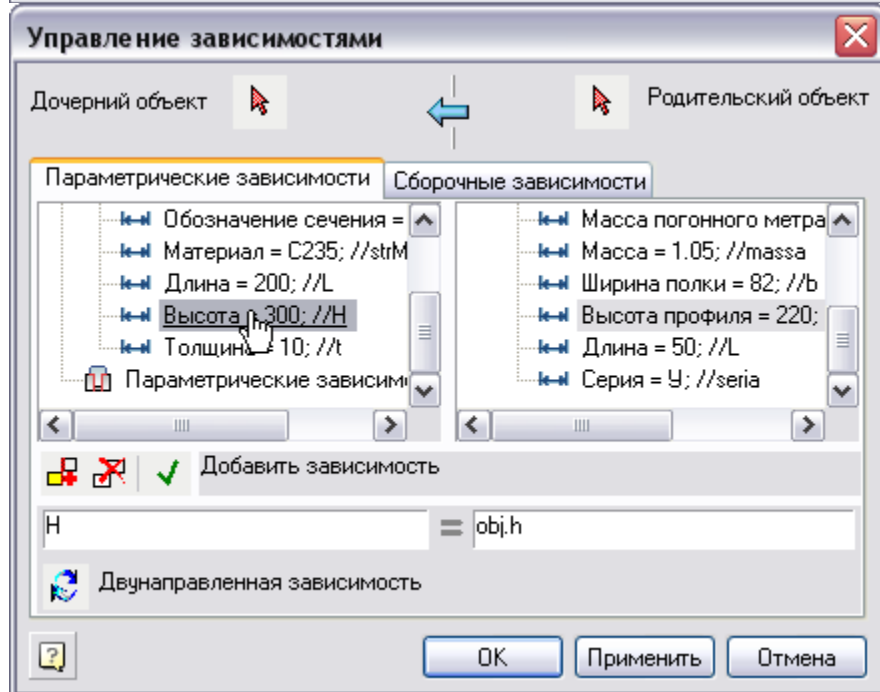 Управление зависимостями
Дочерний объект
Родительский объект
Параметрические зависимости
Сборочные зависимости
Обозначение сечения =
Материал = C235; //strM
Длина = 200; //L
Высота = 300; //H
Толщина = 10; //t
Параметрические
Масса погонного метра
Масса = 1.05; //massa
Ширина полки = 82; //b
Высота профиля = 220;
Длина = 50; //L
Серия = У; //seria
Добавить зависимость
H
=
obj.h
Двунаправленная зависимость
?
OK
Применить
Отмена